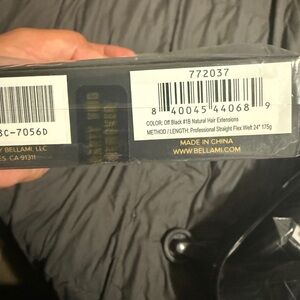 772037
8 40045 44068 9
COLOR: Off Black #1B Natural Hair Extensions
METHOD / LENGTH: Professional Straight Flex Weft 24" 175g
MADE IN CHINA
WWW.BELLAMI.COM
BC-7056D
BELLAMI, LLC
CA 91311